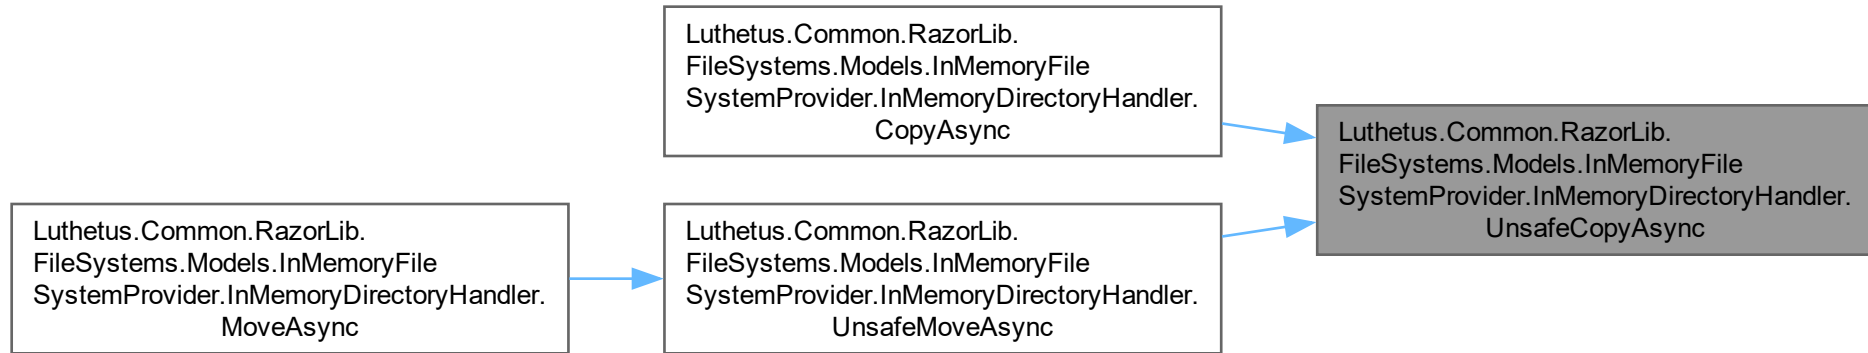 Luthetus.Common.RazorLib.
FileSystems.Models.InMemoryFile
SystemProvider.InMemoryDirectoryHandler.
CopyAsync
Luthetus.Common.RazorLib.
FileSystems.Models.InMemoryFile
SystemProvider.InMemoryDirectoryHandler.
UnsafeCopyAsync
Luthetus.Common.RazorLib.
FileSystems.Models.InMemoryFile
SystemProvider.InMemoryDirectoryHandler.
MoveAsync
Luthetus.Common.RazorLib.
FileSystems.Models.InMemoryFile
SystemProvider.InMemoryDirectoryHandler.
UnsafeMoveAsync